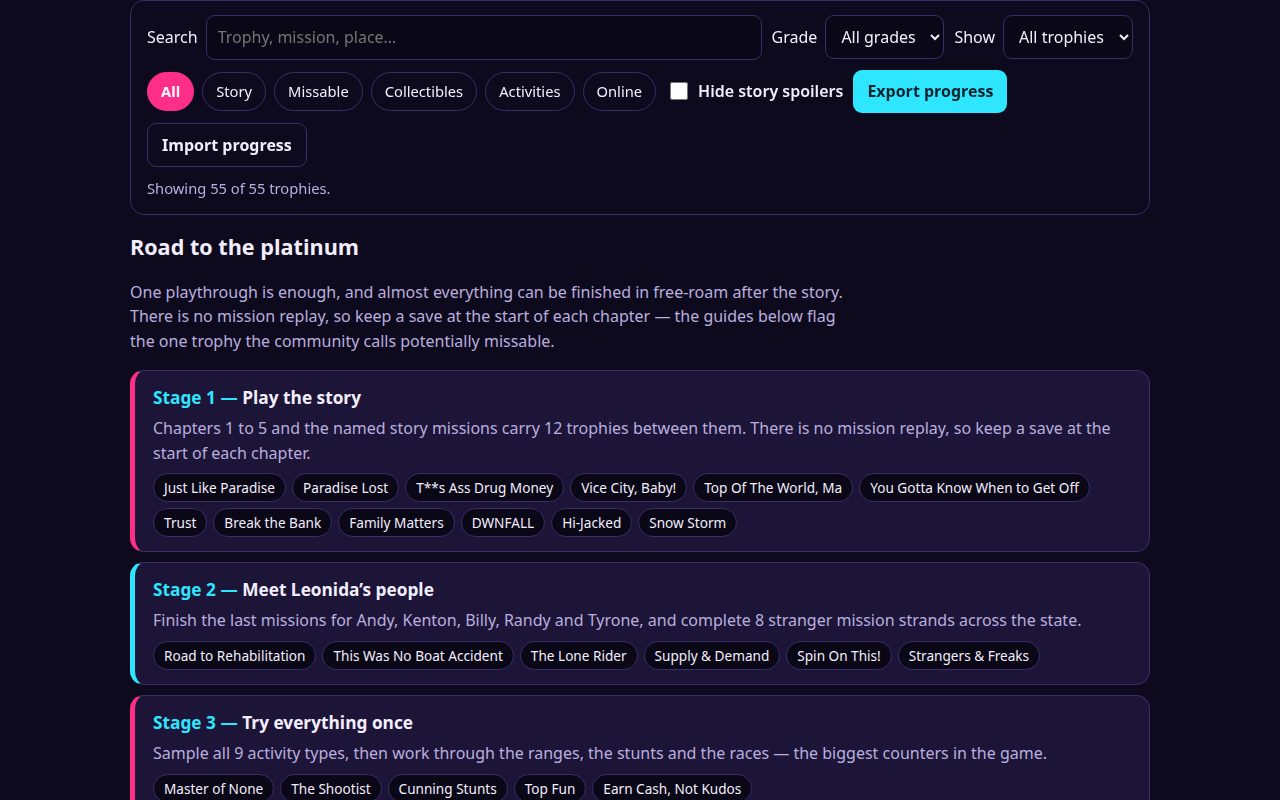 Search Trophy, mission, place... Grade All grades Show All trophies
All Story Missable Collectibles Activities Online Hide story spoilers Export progress
Import progress
Showing 55 of 55 trophies.
Road to the platinum
One playthrough is enough, and almost everything can be finished in free-roam after the story.
There is no mission replay, so keep a save at the start of each chapter — the guides below flag
the one trophy the community calls potentially missable.
Stage 1 — Play the story
Chapters 1 to 5 and the named story missions carry 12 trophies between them. There is no mission replay, so keep a save at the
start of each chapter.
Just Like Paradise Paradise Lost T**s Ass Drug Money Vice City, Baby! Top Of The World, Ma You Gotta Know When to Get Off
Trust Break the Bank Family Matters DWNFALL Hi-Jacked Snow Storm
Stage 2 — Meet Leonida’s people
Finish the last missions for Andy, Kenton, Billy, Randy and Tyrone, and complete 8 stranger mission strands across the state.
Road to Rehabilitation This Was No Boat Accident The Lone Rider Supply & Demand Spin On This! Strangers & Freaks
Stage 3 — Try everything once
Sample all 9 activity types, then work through the ranges, the stunts and the races — the biggest counters in the game.
Master of None The Shootist Cunning Stunts Top Fun Earn Cash, Not Kudos